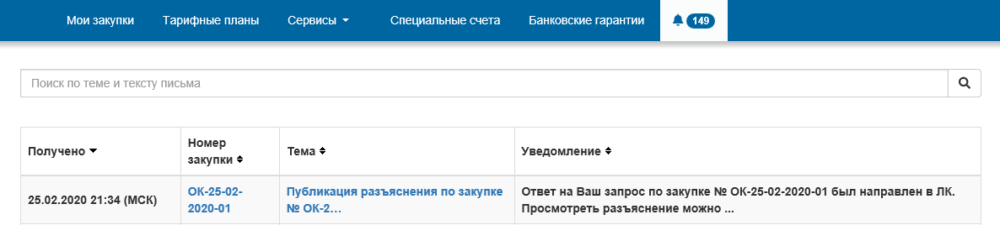 Мои закупки Тарифные планы Сервисы Специальные счета Банковские гарантии 149
Поиск по теме и тексту письма
Получено Номер закупки Тема Уведомление
25.02.2020 21:34 (МСК) ОК-25-02- Публикация разъяснения по закупке Ответ на Ваш запрос по закупке № ОК-25-02-2020-01 был направлен в ЛК.
2020-01 № ОК-2... Просмотреть разъяснение можно ...